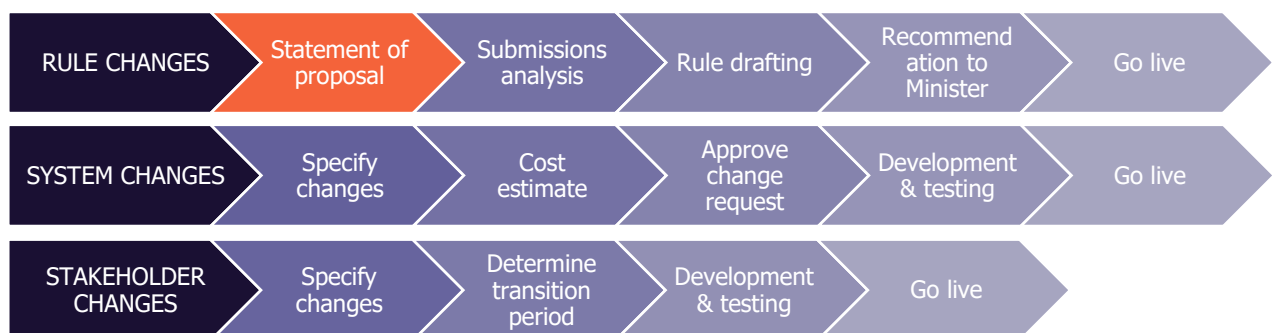 RULE CHANGES
Statement of
proposal
Submissions
analysis
Rule drafting
Recommend
ation to
Minister
Go live
SYSTEM CHANGES
Specify
changes
Cost
estimate
Approve
change
request
Development
& testing
Go live
STAKEHOLDER
CHANGES
Specify
changes
Determine
transition
period
Development
& testing
Go live